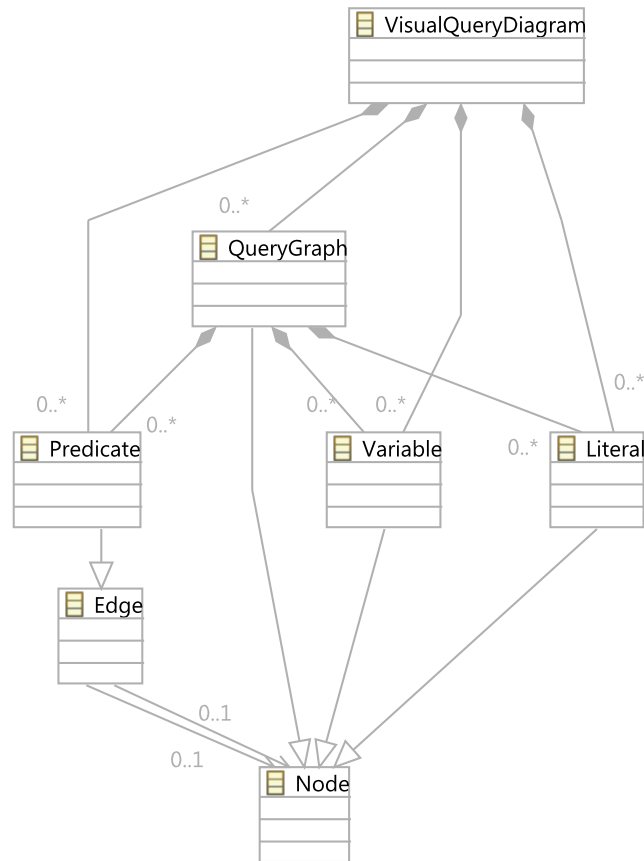 VisualQueryDiagram
0..*
QueryGraph
0..*
0..*
0..*
0..*
0..*
0..*
Predicate
Variable
Literal
Edge
0..1
0..1
Node